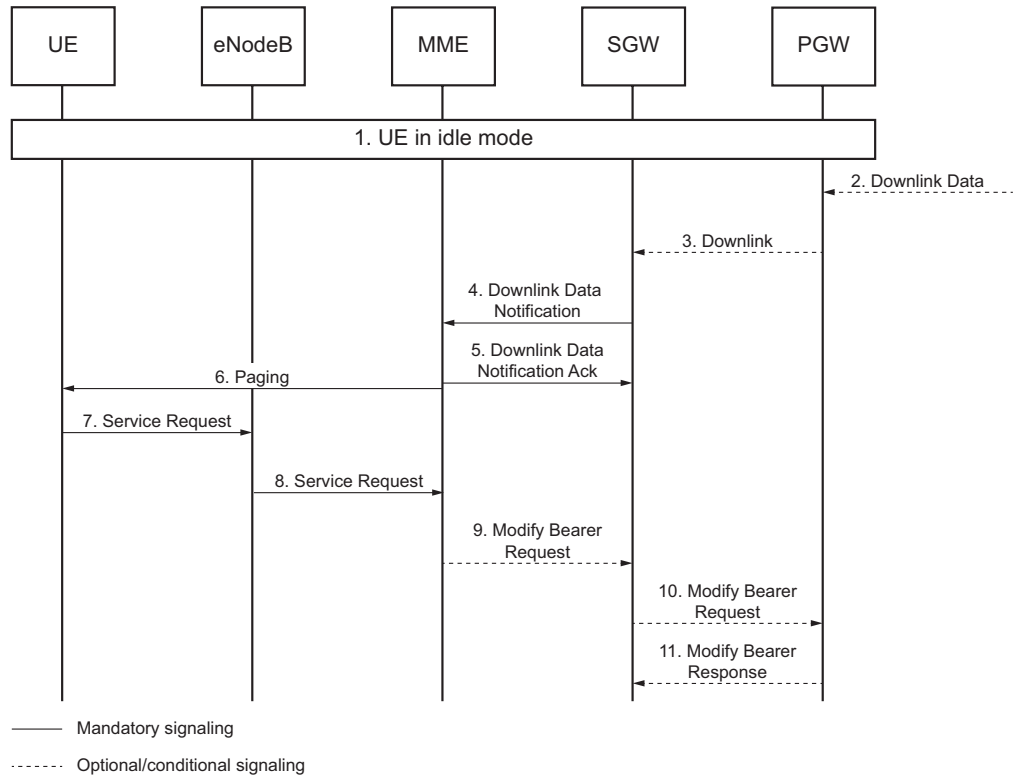 UE
eNodeB
MME
SGW
PGW
1. UE in idle mode
2. Downlink Data
3. Downlink
4. Downlink Data
Notification
5. Downlink Data
Notification Ack
6. Paging
7. Service Request
8. Service Request
9. Modify Bearer
Request
10. Modify Bearer
Request
11. Modify Bearer
Response
Mandatory signaling
Optional/conditional signaling